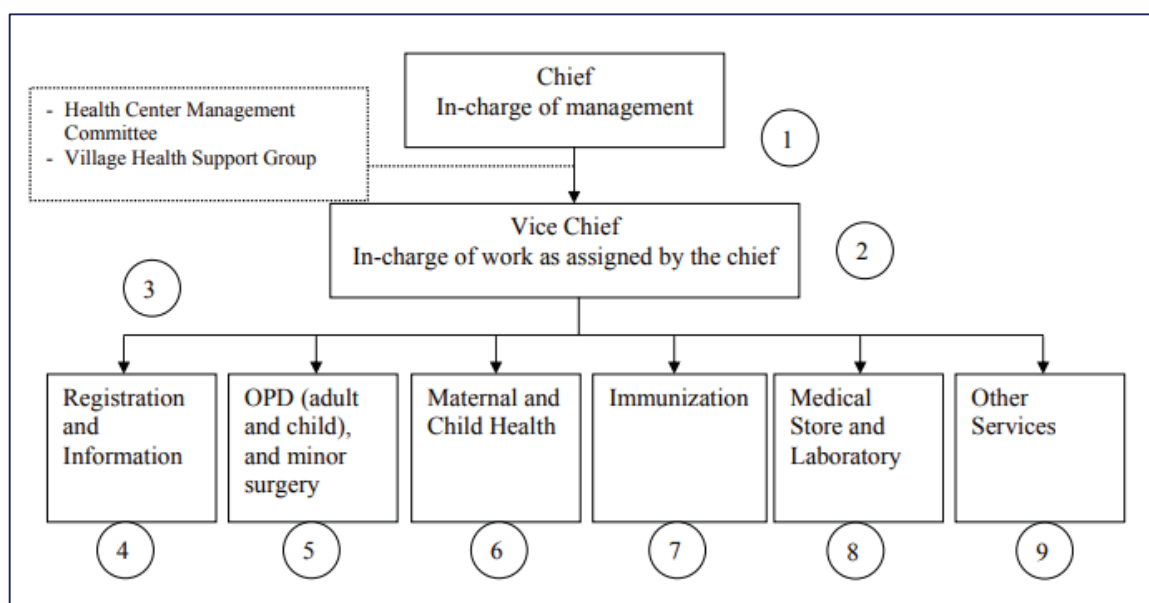 Chief
In-charge of management
- Health Center Management
Committee
- Village Health Support Group
1
Vice Chief
In-charge of work as assigned by the chief
2
3
Registration
and
Information
OPD (adult
and child),
and minor
surgery
Maternal and
Child Health
Immunization
Medical
Store and
Laboratory
Other
Services
4
5
6
7
8
9